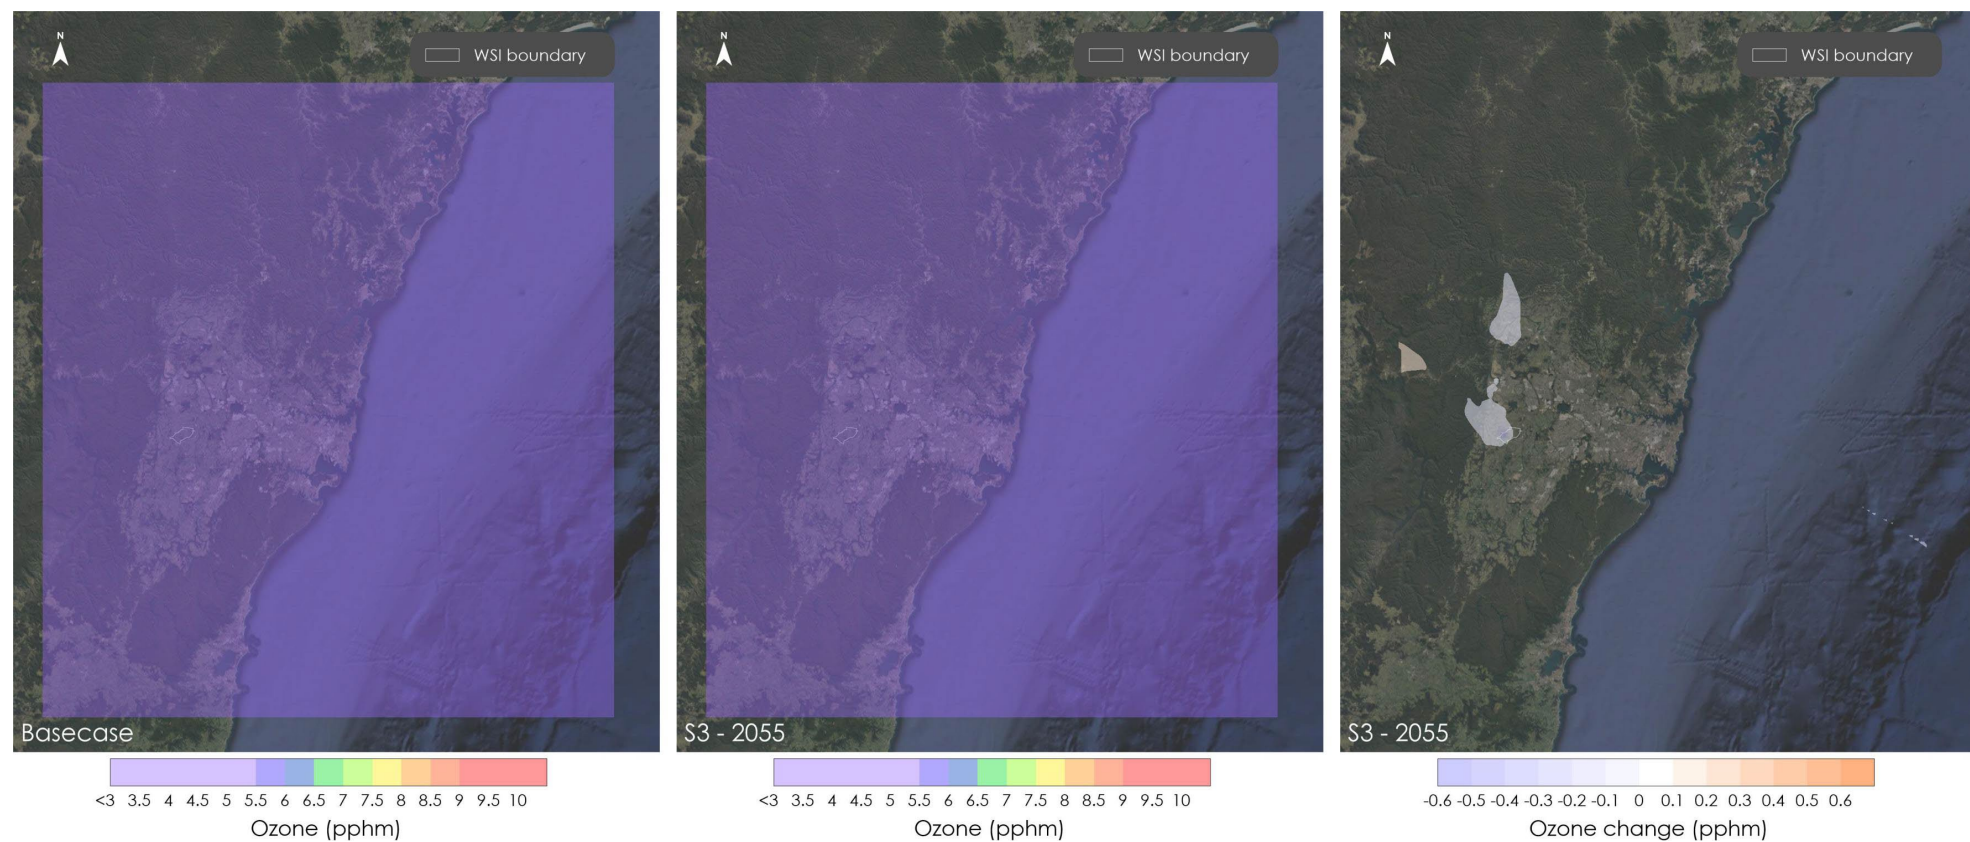 N
WSI boundary
N
WSI boundary
N
WSI boundary
Basecase
S3 - 2055
S3 - 2055
<3 3.5 4 4.5 5 5.5 6 6.5 7 7.5 8 8.5 9 9.5 10
<3 3.5 4 4.5 5 5.5 6 6.5 7 7.5 8 8.5 9 9.5 10
-0.6 -0.5 -0.4 -0.3 -0.2 -0.1 0 0.1 0.2 0.3 0.4 0.5 0.6
Ozone (pphm)
Ozone (pphm)
Ozone change (pphm)